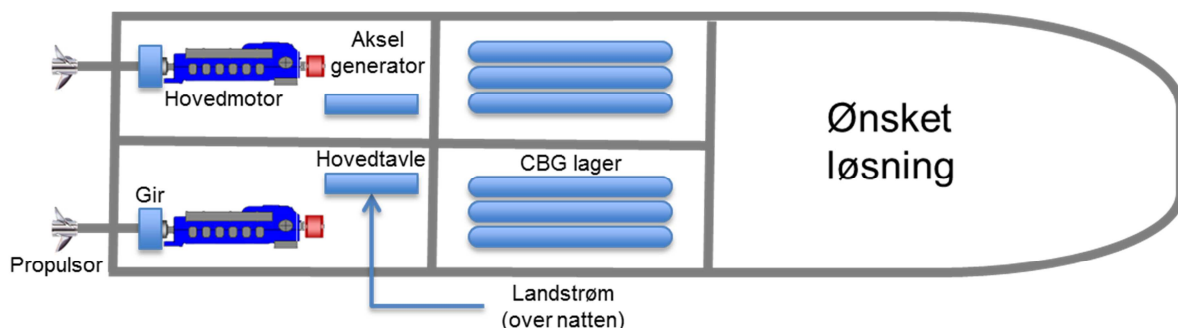 Aksel
generator
Hovedmotor
Ønsket
løsning
Hovedtavle
CBG lager
Gir
Propulsor
Landstrøm
(over natten)